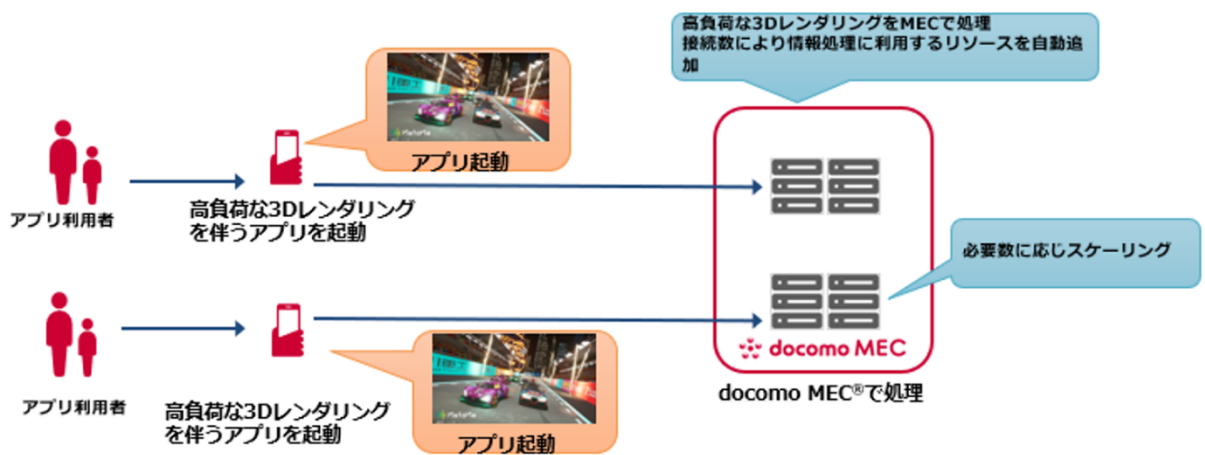 高負荷な3DレンダリングをMECで処理
接続数により情報処理に利用するリソースを自動追
加
アプリ起動
アプリ利用者
高負荷な3Dレンダリング
を伴うアプリを起動
必要数に応じスケーリング
docomo MEC
docomo MEC®で処理
アプリ利用者
高負荷な3Dレンダリング
を伴うアプリを起動
アプリ起動